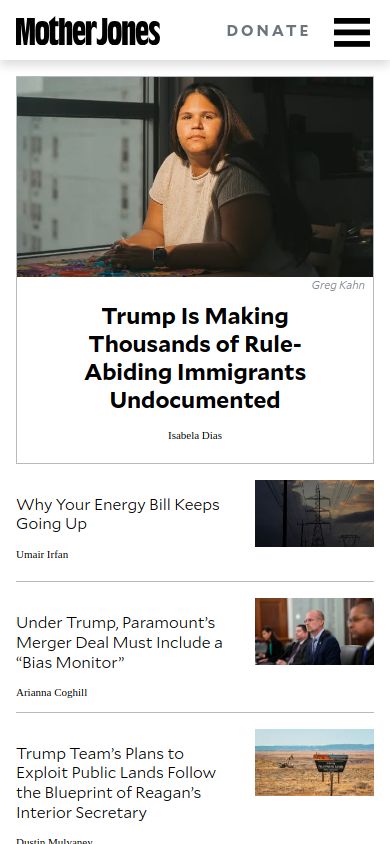 Mother Jones
DONATE
Greg Kahn
Trump Is Making
Thousands of Rule-
Abiding Immigrants
Undocumented
Isabela Dias
Why Your Energy Bill Keeps
Going Up
Umair Irfan
Under Trump, Paramount’s
Merger Deal Must Include a
“Bias Monitor”
Arianna Coghill
Trump Team’s Plans to
Exploit Public Lands Follow
the Blueprint of Reagan’s
Interior Secretary
Dustin Mulvaney